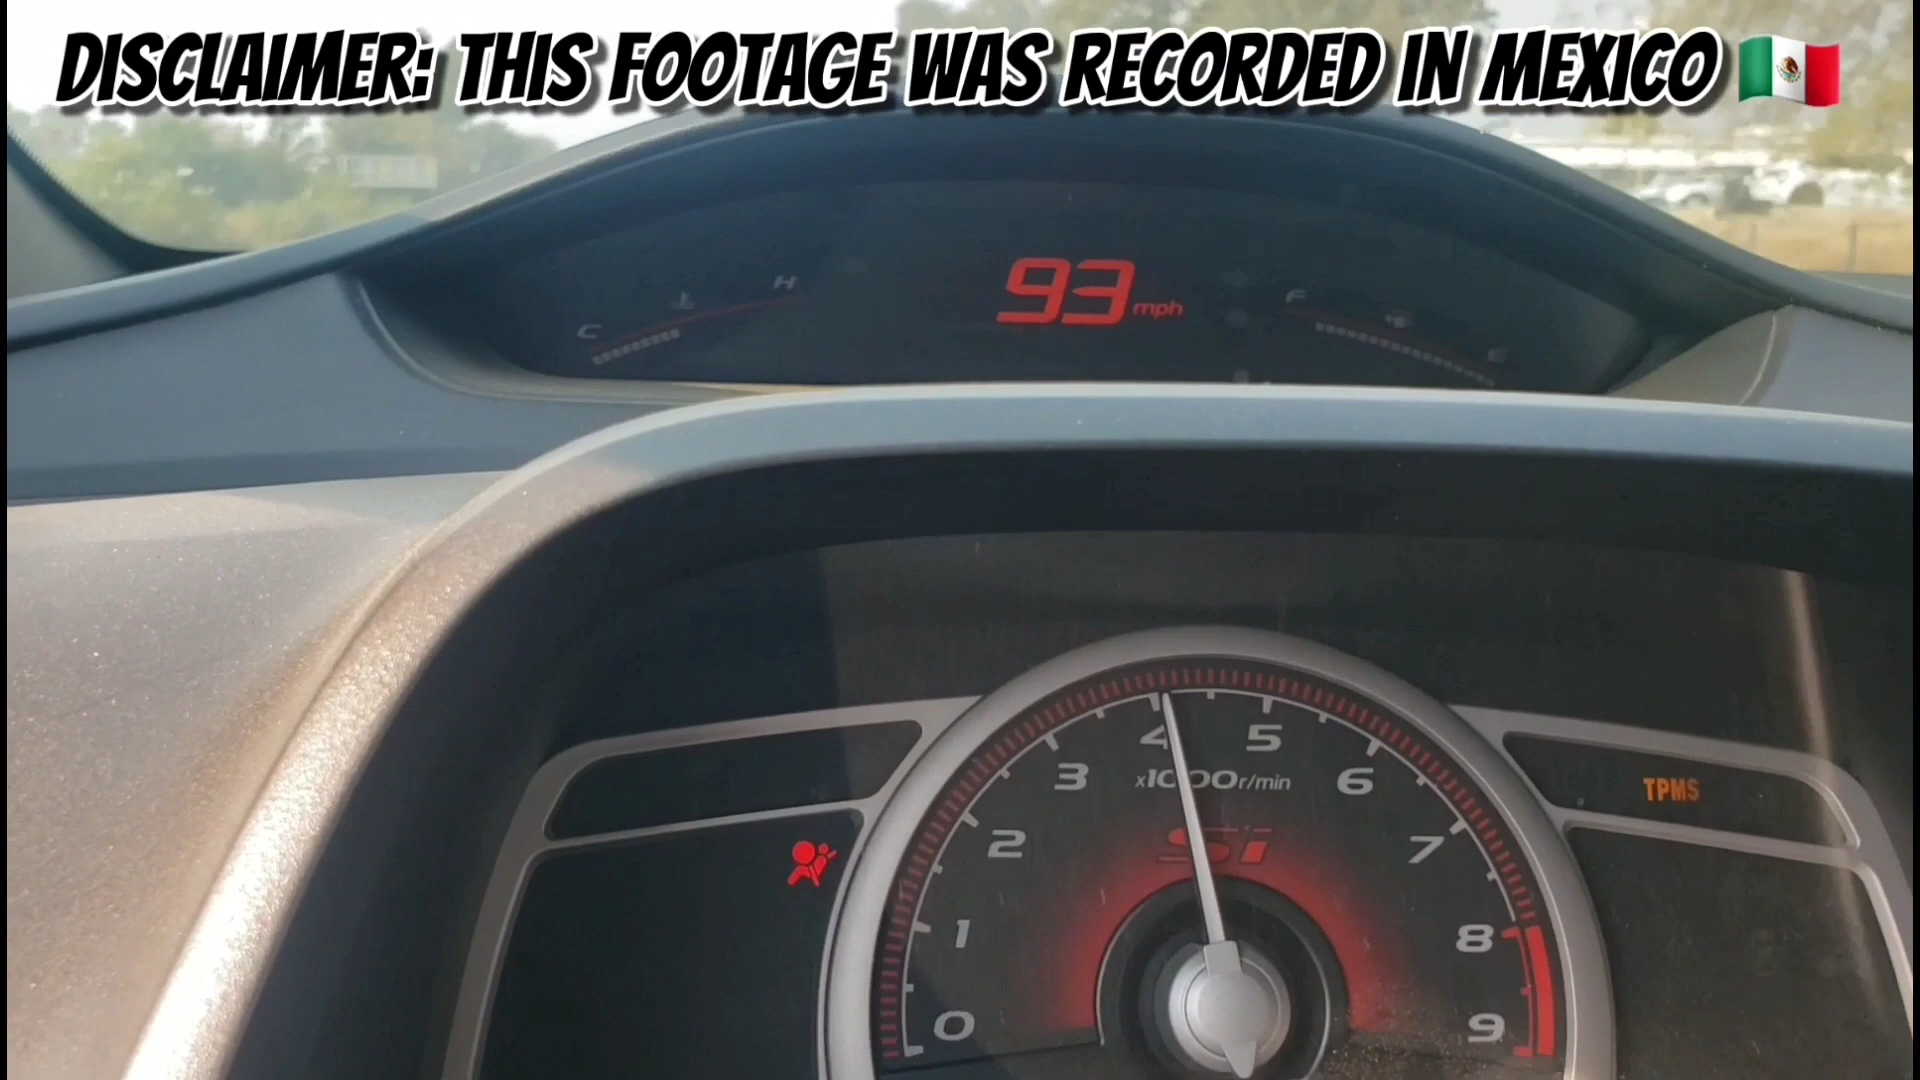 DISCLAIMER: THIS FOOTAGE WAS RECORDED IN MEXICO
C H
93 mph
F E
4 5
3 x1000r/min 6
TPMS
2 Si 7
1 8
0 9